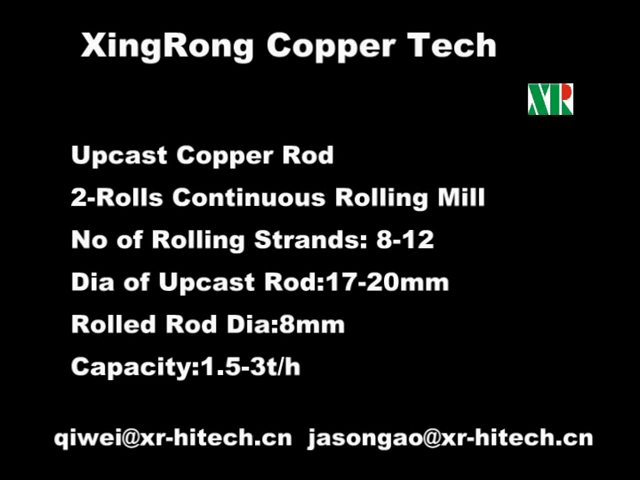 XingRong Copper Tech
XR
Upcast Copper Rod
2-Rolls Continuous Rolling Mill
No of Rolling Strands: 8-12
Dia of Upcast Rod:17-20mm
Rolled Rod Dia:8mm
Capacity:1.5-3t/h
qiwei@xr-hitech.cn  jasongao@xr-hitech.cn